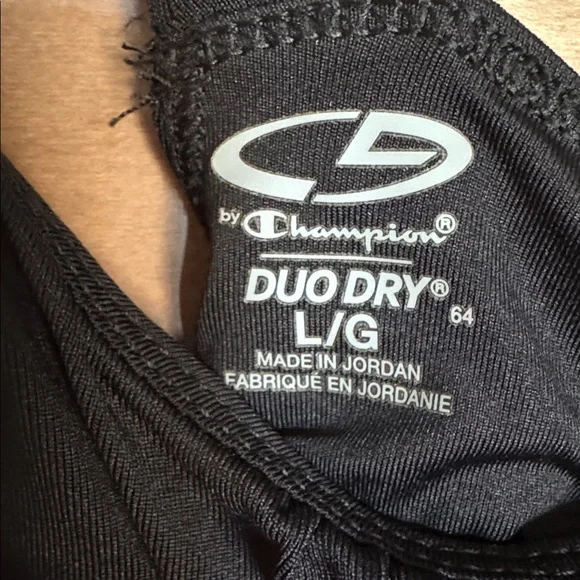 by Champion®
DUO DRY®
L/G 64
MADE IN JORDAN
FABRIQUÉ EN JORDANIE